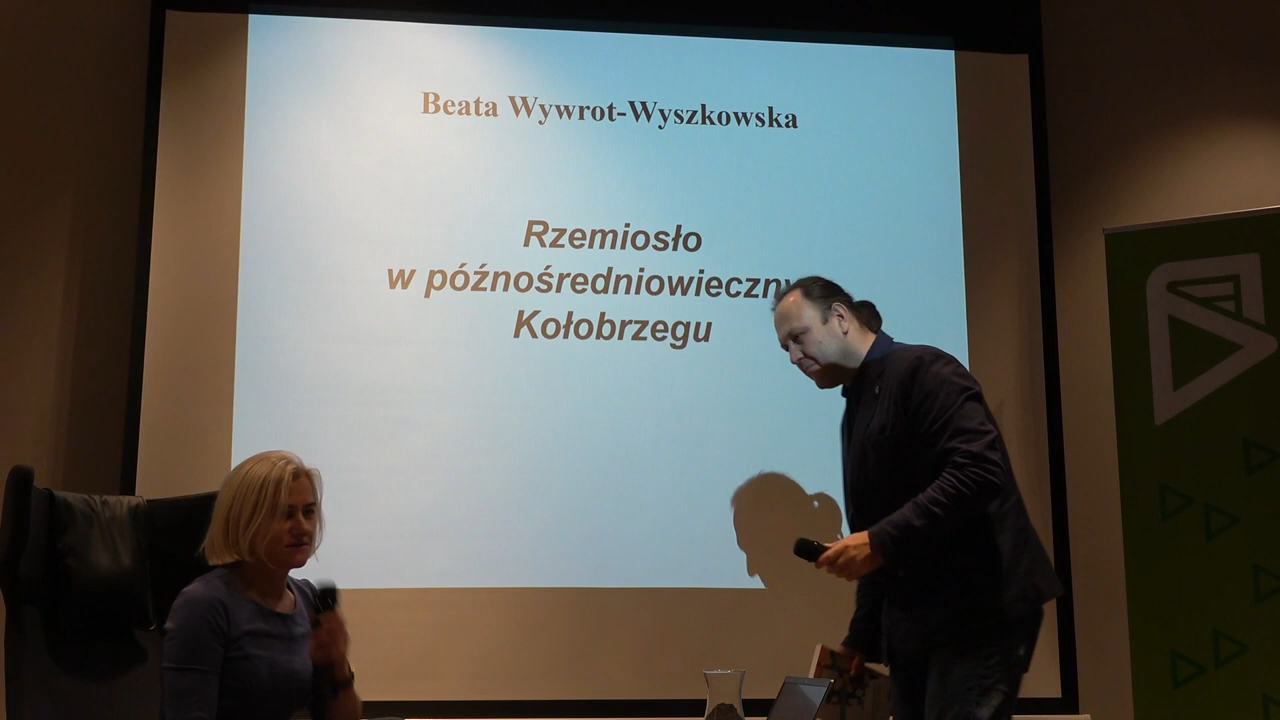 Beata Wywrot-Wyszkowska
Rzemiosło
w późnośredniowieczny
Kołobrzegu